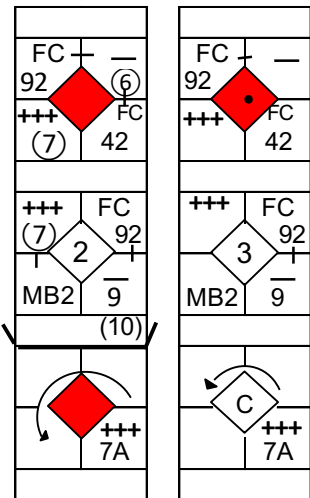 FC —
92 ⑥
+++ FC
(7) 42
+++ FC
(7) 2 92
MB2 9
(10)
+++
7A
FC —
92
+++ FC
42
+++ FC
3 92
MB2 9
C
+++
7A